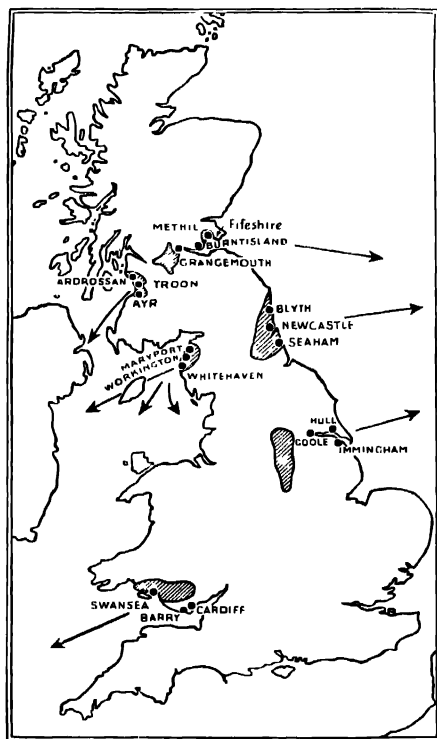 METHIL
Fifeshire
BURNTISLAND
GRANGEMOUTH
ARDROSSAN
TROON
AYR
BLYTH
NEWCASTLE
SEAHAM
MARYPORT
WORKINGTON
WHITEHAVEN
HULL
GOOLE
IMMINGHAM
SWANSEA
BARRY
CARDIFF